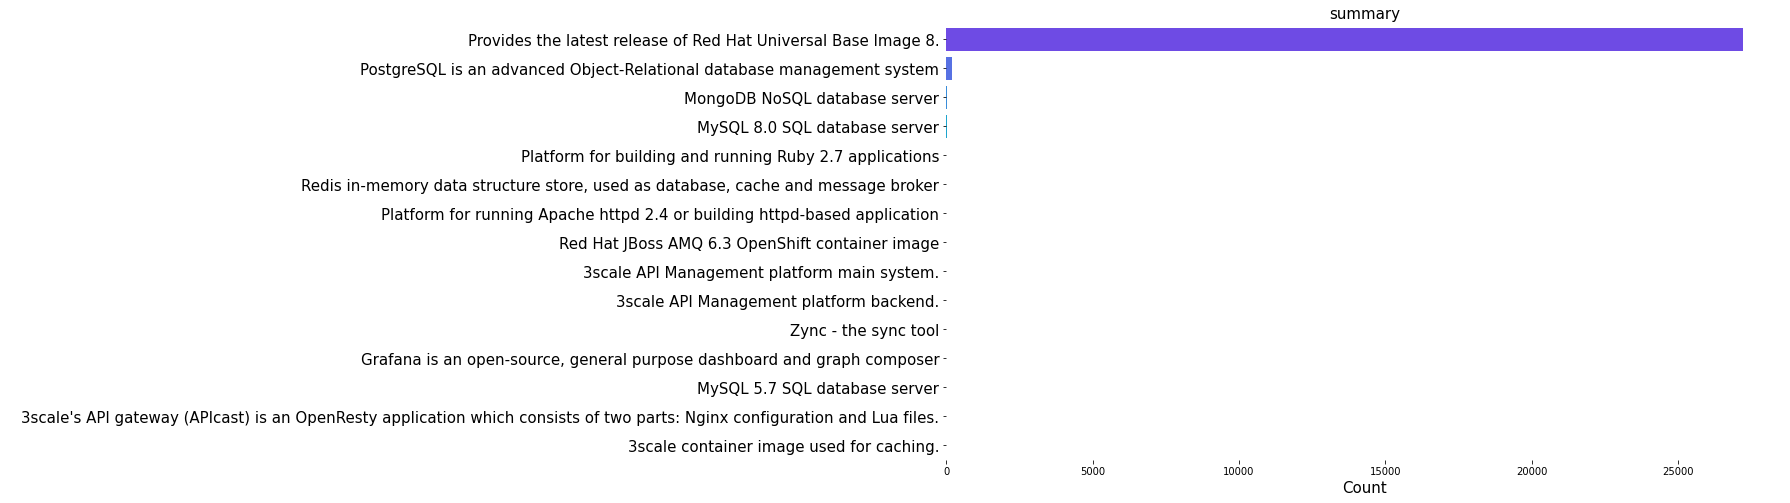 summary
Provides the latest release of Red Hat Universal Base Image 8.
PostgreSQL is an advanced Object-Relational database management system
MongoDB NoSQL database server
MySQL 8.0 SQL database server
Platform for building and running Ruby 2.7 applications
Redis in-memory data structure store, used as database, cache and message broker
Platform for running Apache httpd 2.4 or building httpd-based application
Red Hat JBoss AMQ 6.3 OpenShift container image
3scale API Management platform main system.
3scale API Management platform backend.
Zync - the sync tool
Grafana is an open-source, general purpose dashboard and graph composer
MySQL 5.7 SQL database server
3scale's API gateway (APIcast) is an OpenResty application which consists of two parts: Nginx configuration and Lua files.
3scale container image used for caching.
0 5000 10000 15000 20000 25000
Count